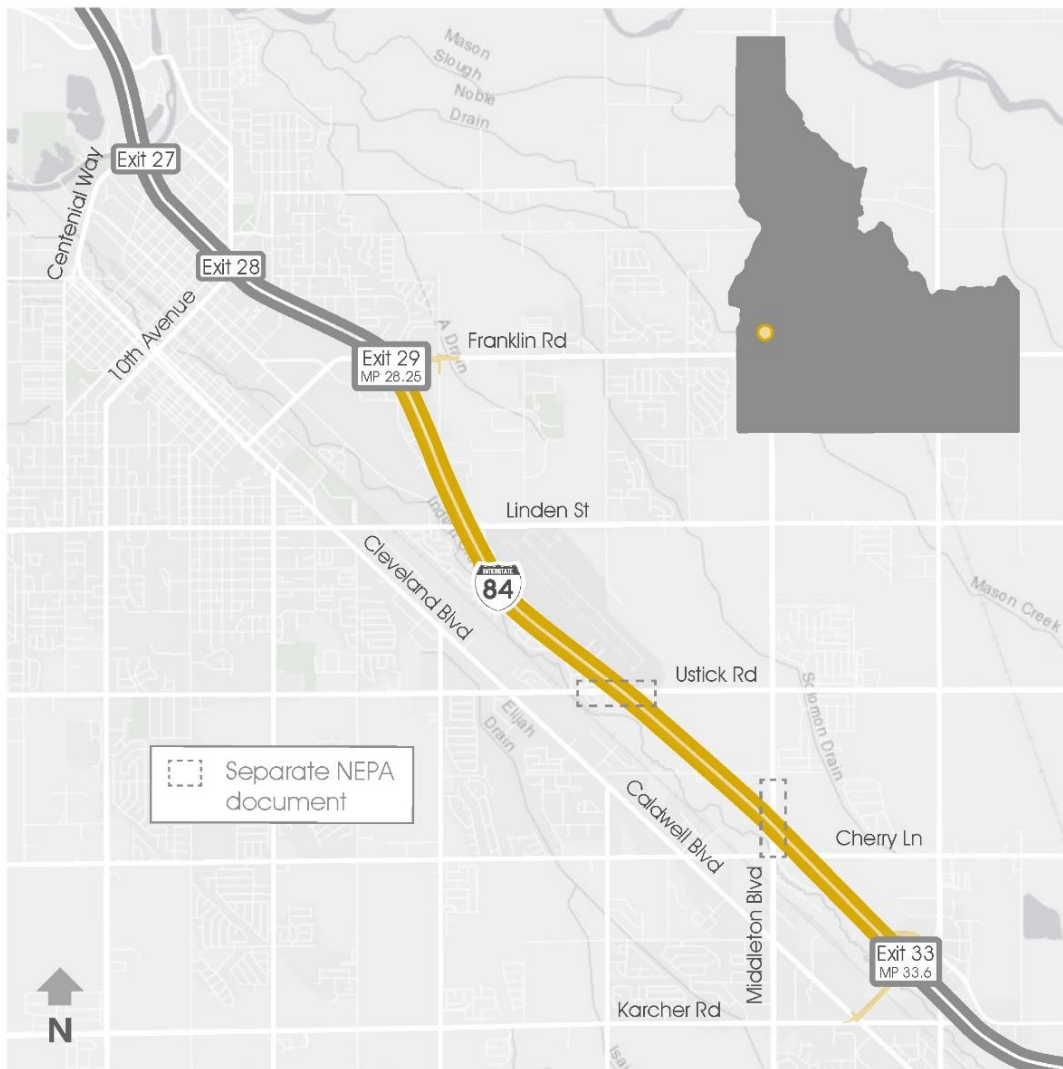 Mason
Slough
Noble
Drain
Exit 27
Centennial Way
Exit 28
10th Avenue
A Drain
Franklin Rd
Exit 29
MP 28.25
Linden St
INTERSTATE
84
Cleveland Blvd
Mason Creek
Ustick Rd
Solomon Drain
Elijah
Drain
Separate NEPA
document
Caldwell Blvd
Cherry Ln
Middleton Blvd
Exit 33
MP 33.6
Karcher Rd
N